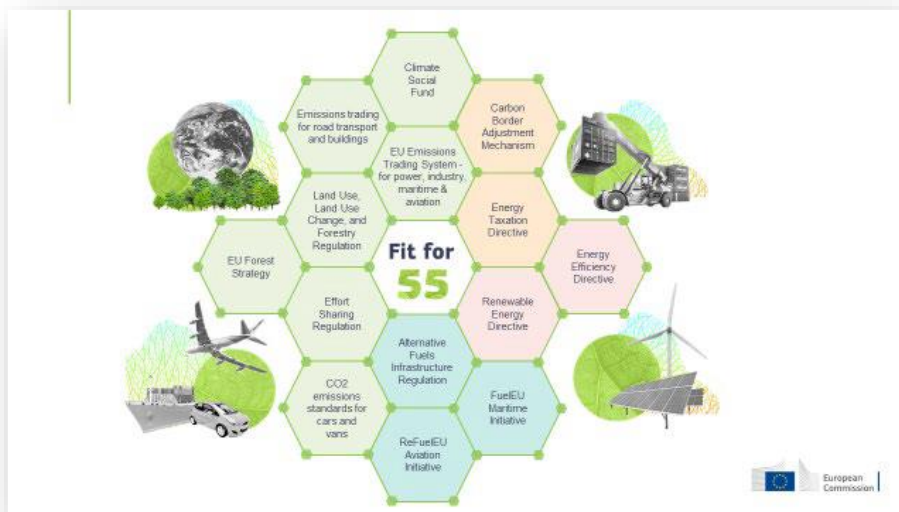 Climate
Social
Fund
Emissions trading
for road transport
and buildings
Carbon
Border
Adjustment
Mechanism
EU Emissions
Trading System -
for power, industry,
maritime &
aviation
Land Use,
Land Use
Change, and
Forestry
Regulation
Energy
Taxation
Directive
EU Forest
Strategy
Fit for
55
Energy
Efficiency
Directive
Effort
Sharing
Regulation
Renewable
Energy
Directive
Alternative
Fuels
Infrastructure
Regulation
CO2
emissions
standards for
cars and
vans
FuelEU
Maritime
Initiative
ReFuelEU
Aviation
Initiative
European
Commission